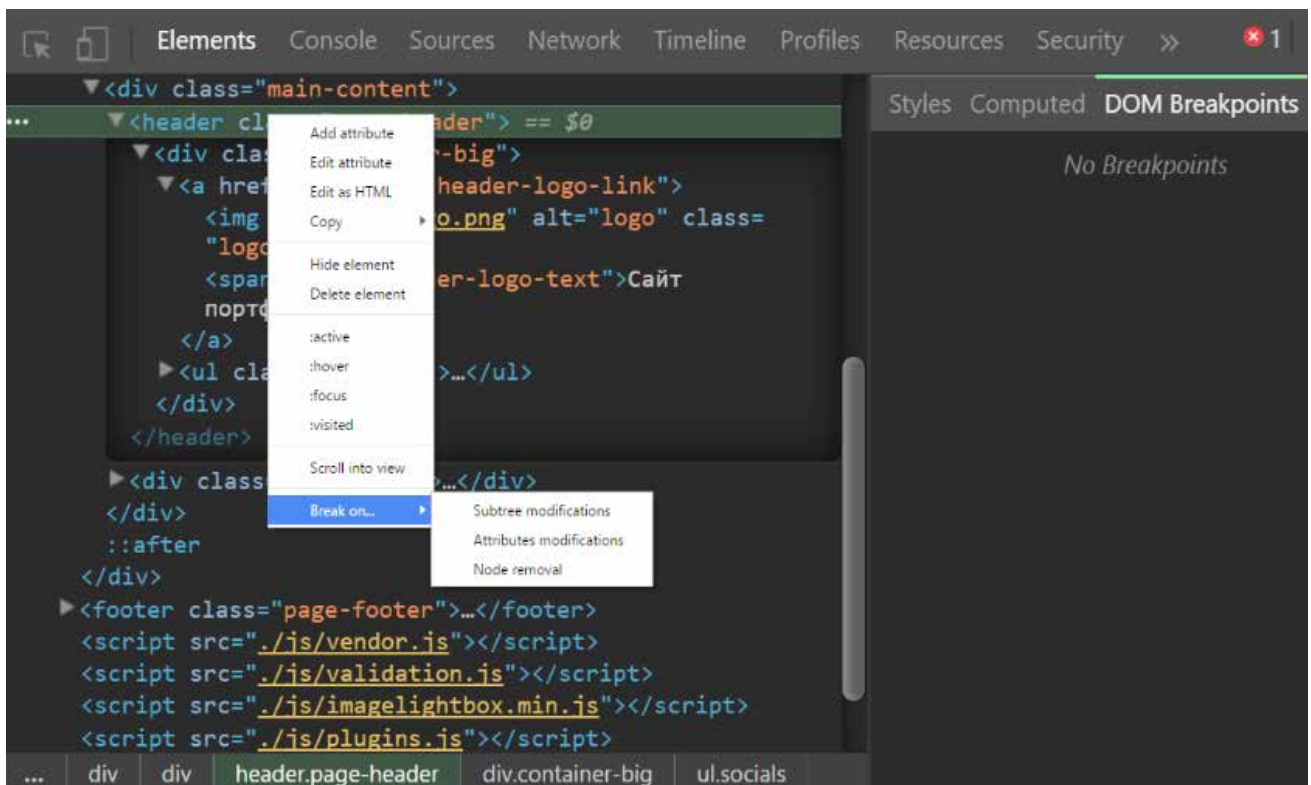 Elements Console Sources Network Timeline Profiles Resources Security » 1
▼<div class="main-content">
... ▼<header cl ader"> == $0
▼<div clas -big">
▼<a href header-logo-link">
<img o.png" alt="logo" class=
"logo
<span er-logo-text">Сайт
портф
</a>
▶<ul cla >…</ul>
</div>
</header>
▶<div class …</div>
</div>
::after
</div>
▶<footer class="page-footer">…</footer>
<script src="./js/vendor.js"></script>
<script src="./js/validation.js"></script>
<script src="./js/imagelightbox.min.js"></script>
<script src="./js/plugins.js"></script>
... div div header.page-header div.container-big ul.socials
Add attribute
Edit attribute
Edit as HTML
Copy
Hide element
Delete element
:active
:hover
:focus
:visited
Scroll into view
Break on...
Subtree modifications
Attributes modifications
Node removal
Styles Computed DOM Breakpoints
No Breakpoints